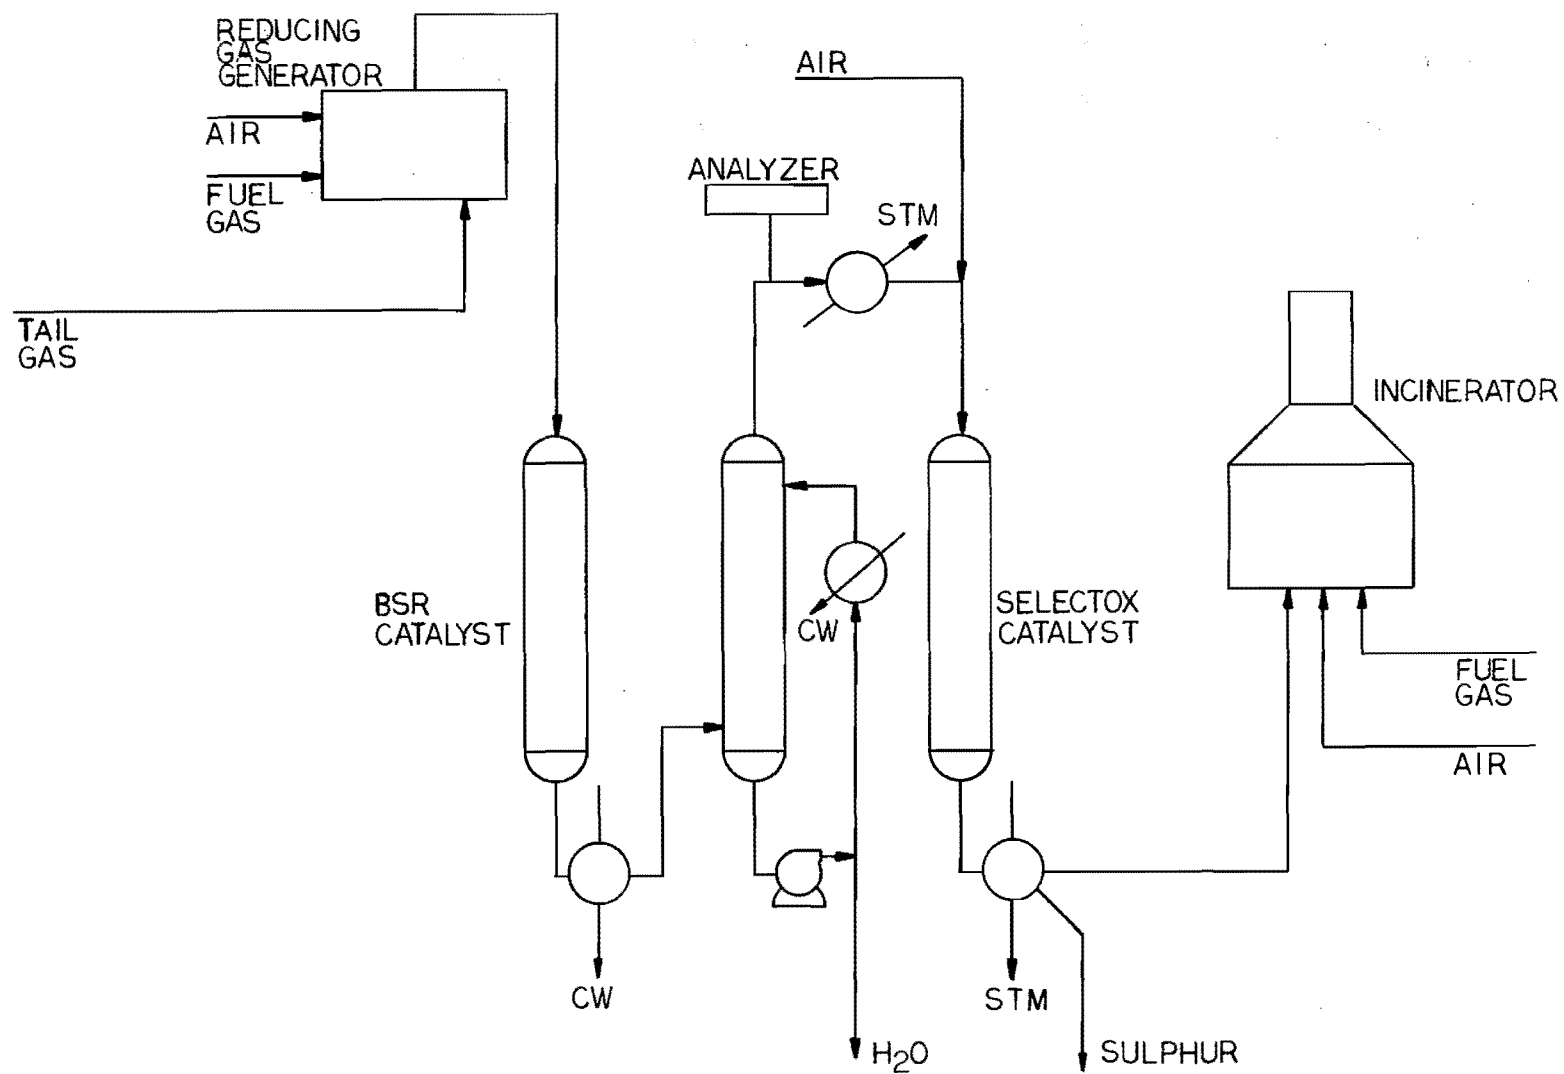 REDUCING
GAS
GENERATOR
AIR
FUEL
GAS
TAIL
GAS
AIR
ANALYZER
STM
INCINERATOR
BSR
CATALYST
CW
SELECTOX
CATALYST
FUEL
GAS
AIR
CW
STM
H2O
SULPHUR